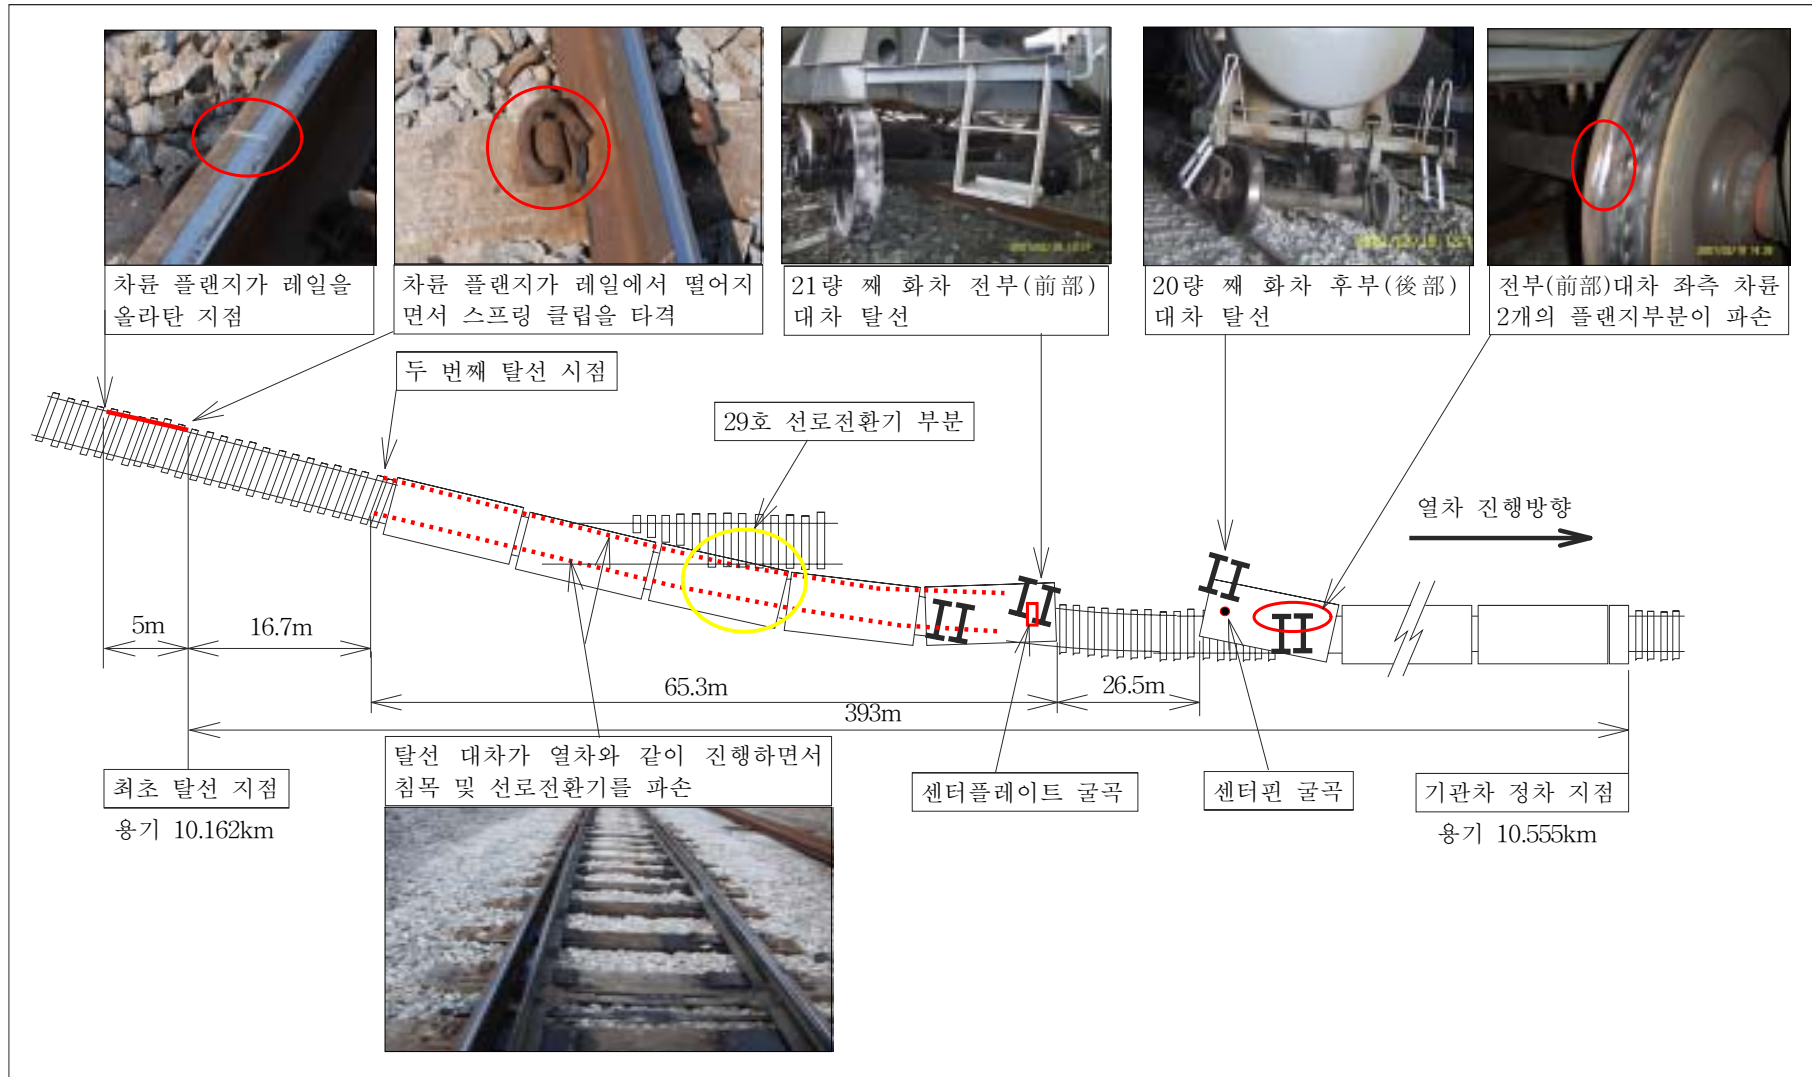 차륜 플랜지가 레일을
올라탄 지점
차륜 플랜지가 레일에서 떨어지
면서 스프링 클립을 타격
21량 째 화차 전부(前部)
대차 탈선
20량 째 화차 후부(後部)
대차 탈선
전부(前部)대차 좌측 차륜
2개의 플랜지부분이 파손
두 번째 탈선 시점
29호 선로전환기 부분
열차 진행방향
5m
16.7m
65.3m
26.5m
393m
최초 탈선 지점
용기 10.162km
탈선 대차가 열차와 같이 진행하면서
침목 및 선로전환기를 파손
센터플레이트 굴곡
센터핀 굴곡
기관차 정차 지점
용기 10.555km